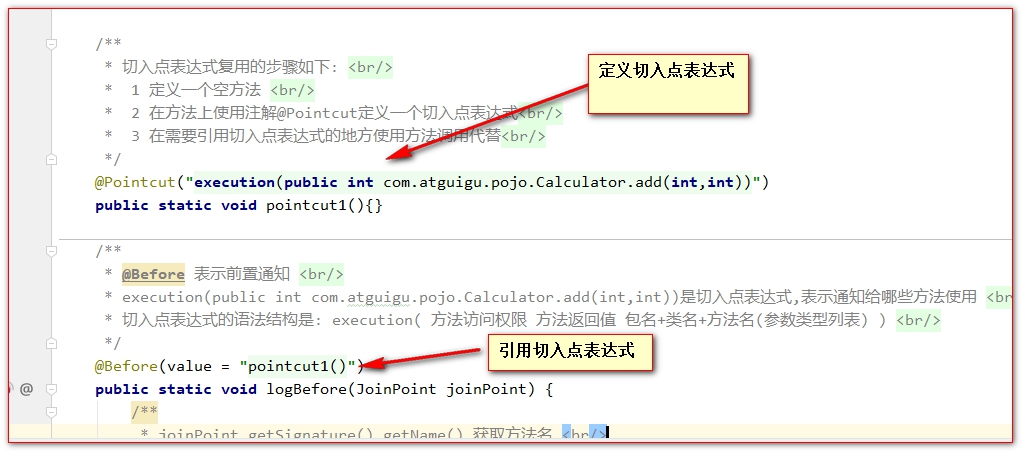 /**
* 切入点表达式复用的步骤如下: <br/>
定义切入点表达式
* 1 定义一个空方法 <br/>
* 2 在方法上使用注解@Pointcut定义一个切入点表达式<br/>
* 3 在需要引用切入点表达式的地方使用方法调用代替<br/>
*/
@Pointcut("execution(public int com.atguigu.pojo.Calculator.add(int,int))")
public static void pointcut1(){}
/**
* @Before 表示前置通知 <br/>
* execution(public int com.atguigu.pojo.Calculator.add(int,int))是切入点表达式,表示通知给哪些方法使用 <br
* 切入点表达式的语法结构是: execution( 方法访问权限 方法返回值 包名+类名+方法名(参数类型列表) ) <br/>
*/
引用切入点表达式
@Before(value = "pointcut1()")
@ public static void logBefore(JoinPoint joinPoint) {
/**
* joinPoint.getSignature().getName() 获取方法名 <br/>